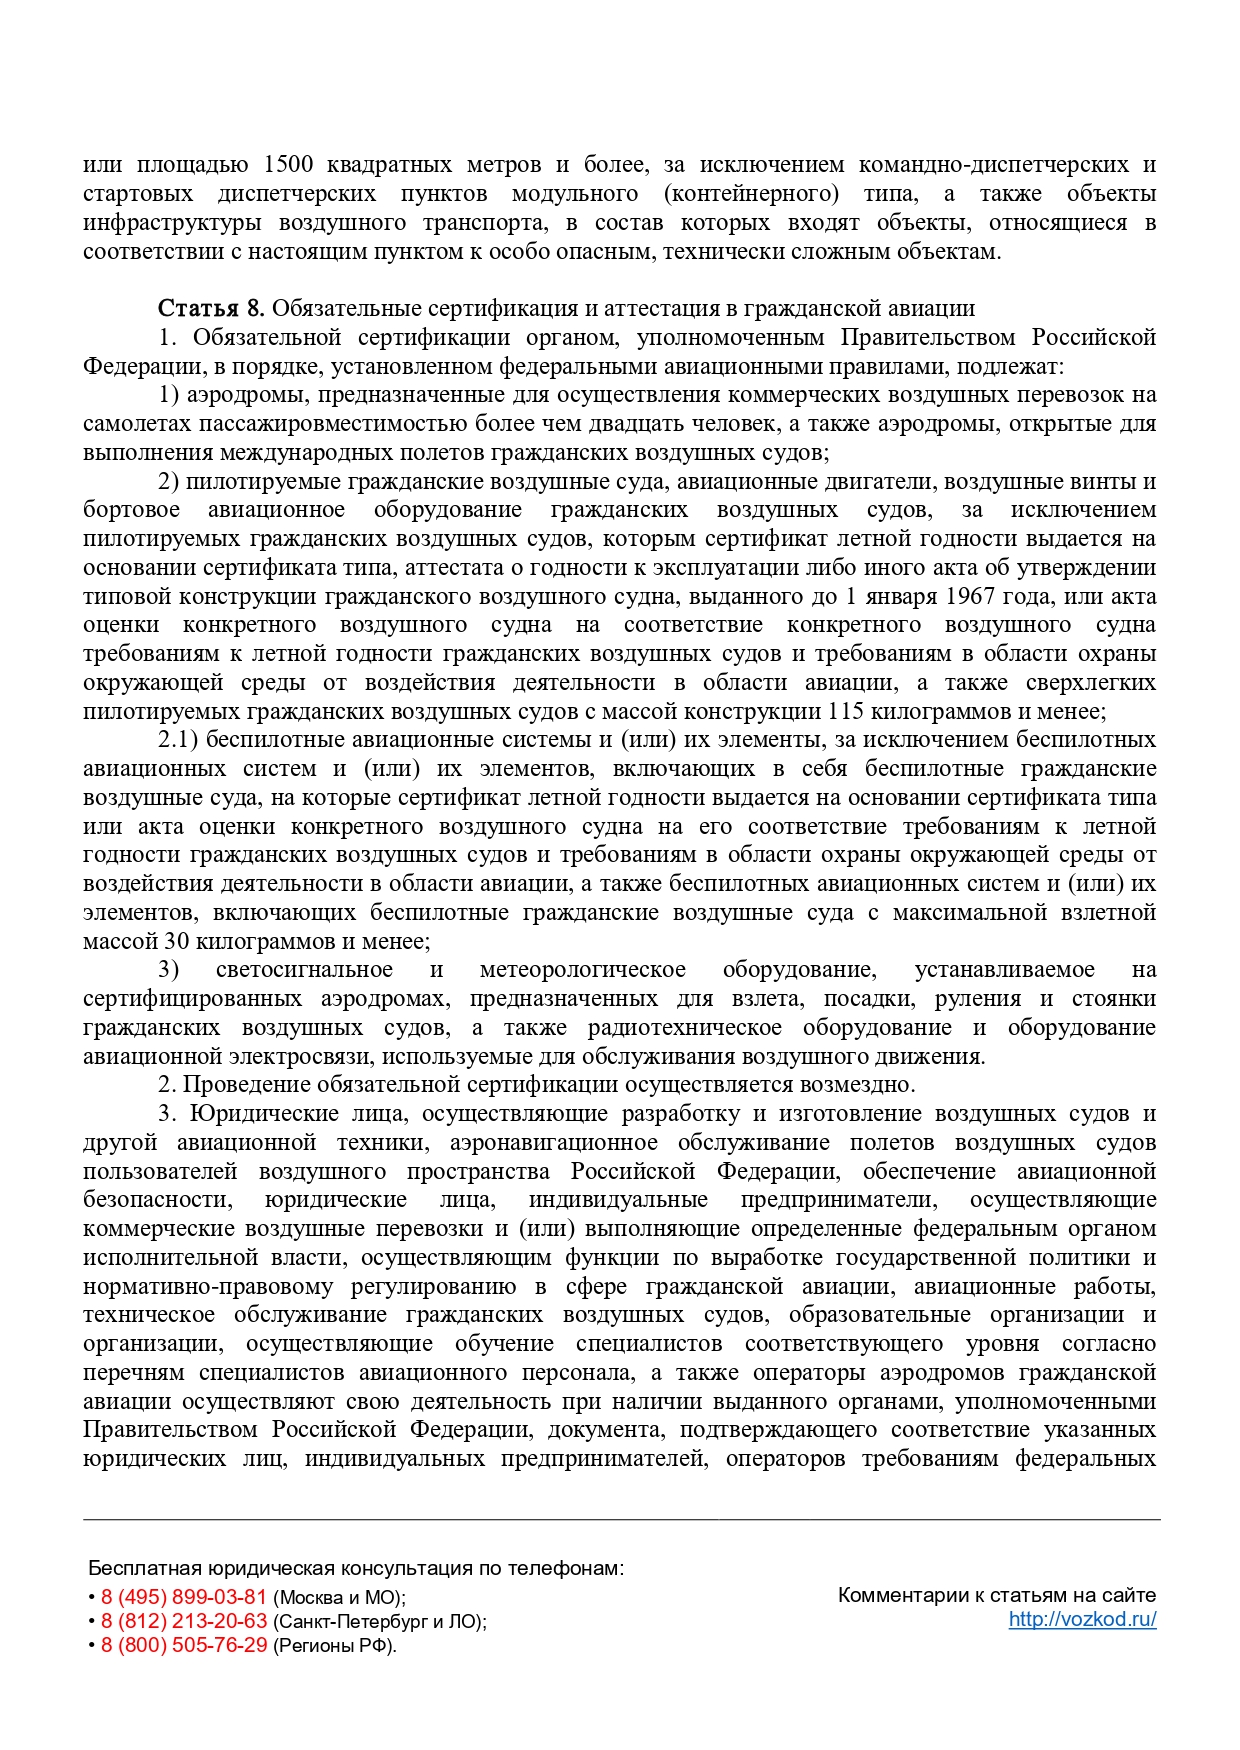 или площадью 1500 квадратных метров и более, за исключением командно-диспетчерских и
стартовых диспетчерских пунктов модульного (контейнерного) типа, а также объекты
инфраструктуры воздушного транспорта, в состав которых входят объекты, относящиеся в
соответствии с настоящим пунктом к особо опасным, технически сложным объектам.
Статья 8. Обязательные сертификация и аттестация в гражданской авиации
1. Обязательной сертификации органом, уполномоченным Правительством Российской
Федерации, в порядке, установленном федеральными авиационными правилами, подлежат:
1) аэродромы, предназначенные для осуществления коммерческих воздушных перевозок на
самолетах пассажировместимостью более чем двадцать человек, а также аэродромы, открытые для
выполнения международных полетов гражданских воздушных судов;
2) пилотируемые гражданские воздушные суда, авиационные двигатели, воздушные винты и
бортовое авиационное оборудование гражданских воздушных судов, за исключением
пилотируемых гражданских воздушных судов, которым сертификат летной годности выдается на
основании сертификата типа, аттестата о годности к эксплуатации либо иного акта об утверждении
типовой конструкции гражданского воздушного судна, выданного до 1 января 1967 года, или акта
оценки конкретного воздушного судна на соответствие конкретного воздушного судна
требованиям к летной годности гражданских воздушных судов и требованиям в области охраны
окружающей среды от воздействия деятельности в области авиации, а также сверхлегких
пилотируемых гражданских воздушных судов с массой конструкции 115 килограммов и менее;
2.1) беспилотные авиационные системы и (или) их элементы, за исключением беспилотных
авиационных систем и (или) их элементов, включающих в себя беспилотные гражданские
воздушные суда, на которые сертификат летной годности выдается на основании сертификата типа
или акта оценки конкретного воздушного судна на его соответствие требованиям к летной
годности гражданских воздушных судов и требованиям в области охраны окружающей среды от
воздействия деятельности в области авиации, а также беспилотных авиационных систем и (или) их
элементов, включающих беспилотные гражданские воздушные суда с максимальной взлетной
массой 30 килограммов и менее;
3) светосигнальное и метеорологическое оборудование, устанавливаемое на
сертифицированных аэродромах, предназначенных для взлета, посадки, руления и стоянки
гражданских воздушных судов, а также радиотехническое оборудование и оборудование
авиационной электросвязи, используемые для обслуживания воздушного движения.
2. Проведение обязательной сертификации осуществляется возмездно.
3. Юридические лица, осуществляющие разработку и изготовление воздушных судов и
другой авиационной техники, аэронавигационное обслуживание полетов воздушных судов
пользователей воздушного пространства Российской Федерации, обеспечение авиационной
безопасности, юридические лица, индивидуальные предприниматели, осуществляющие
коммерческие воздушные перевозки и (или) выполняющие определенные федеральным органом
исполнительной власти, осуществляющим функции по выработке государственной политики и
нормативно-правовому регулированию в сфере гражданской авиации, авиационные работы,
техническое обслуживание гражданских воздушных судов, образовательные организации и
организации, осуществляющие обучение специалистов соответствующего уровня согласно
перечням специалистов авиационного персонала, а также операторы аэродромов гражданской
авиации осуществляют свою деятельность при наличии выданного органами, уполномоченными
Правительством Российской Федерации, документа, подтверждающего соответствие указанных
юридических лиц, индивидуальных предпринимателей, операторов требованиям федеральных
Бесплатная юридическая консультация по телефонам:
• 8 (495) 899-03-81 (Москва и МО);
• 8 (812) 213-20-63 (Санкт-Петербург и ЛО);
• 8 (800) 505-76-29 (Регионы РФ).
Комментарии к статьям на сайте
http://vozkod.ru/